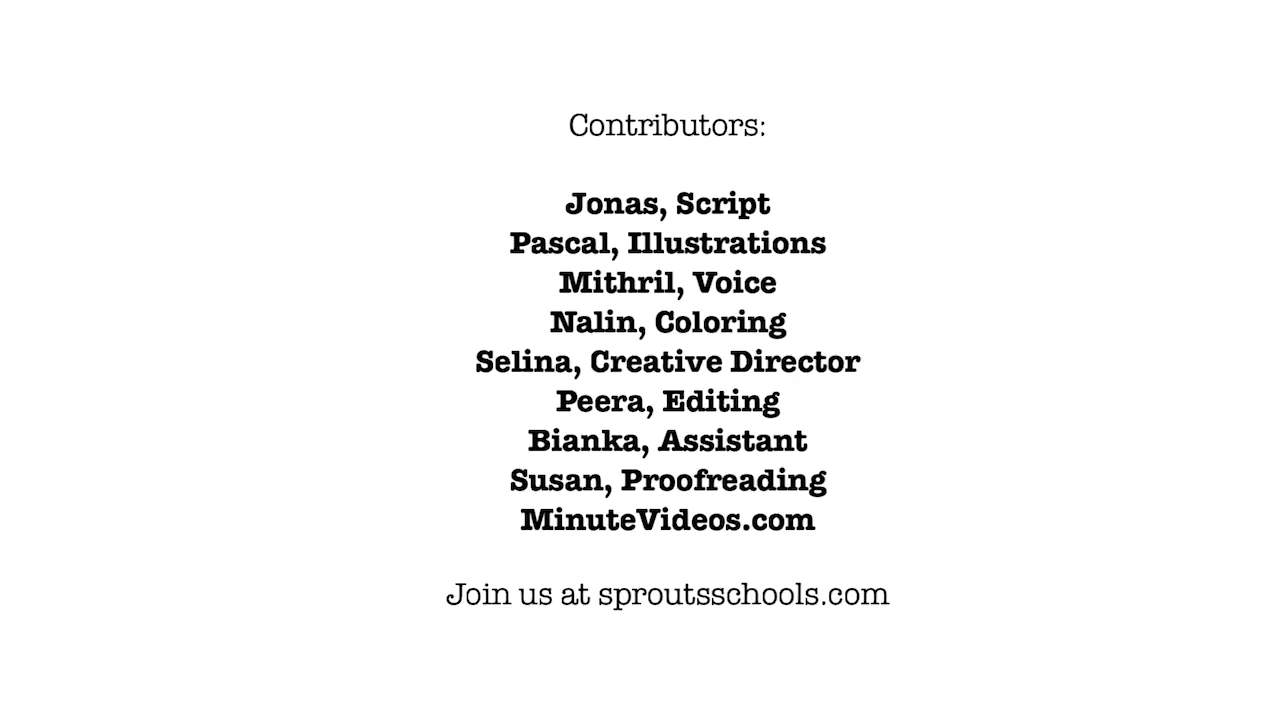 Contributors:
Jonas, Script
Pascal, Illustrations
Mithril, Voice
Nalin, Coloring
Selina, Creative Director
Peera, Editing
Bianka, Assistant
Susan, Proofreading
MinuteVideos.com
Join us at sproutsschools.com